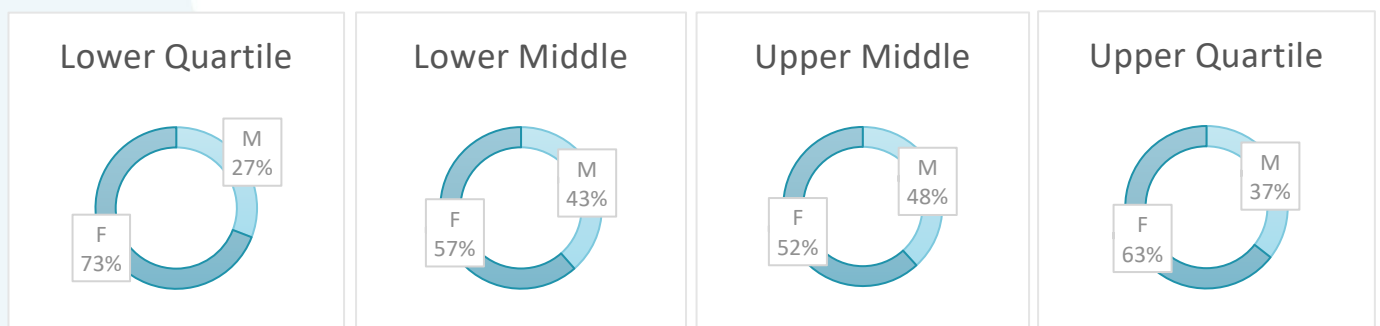 Lower Quartile
M
27%
F
73%
Lower Middle
M
43%
F
57%
Upper Middle
M
48%
F
52%
Upper Quartile
M
37%
F
63%